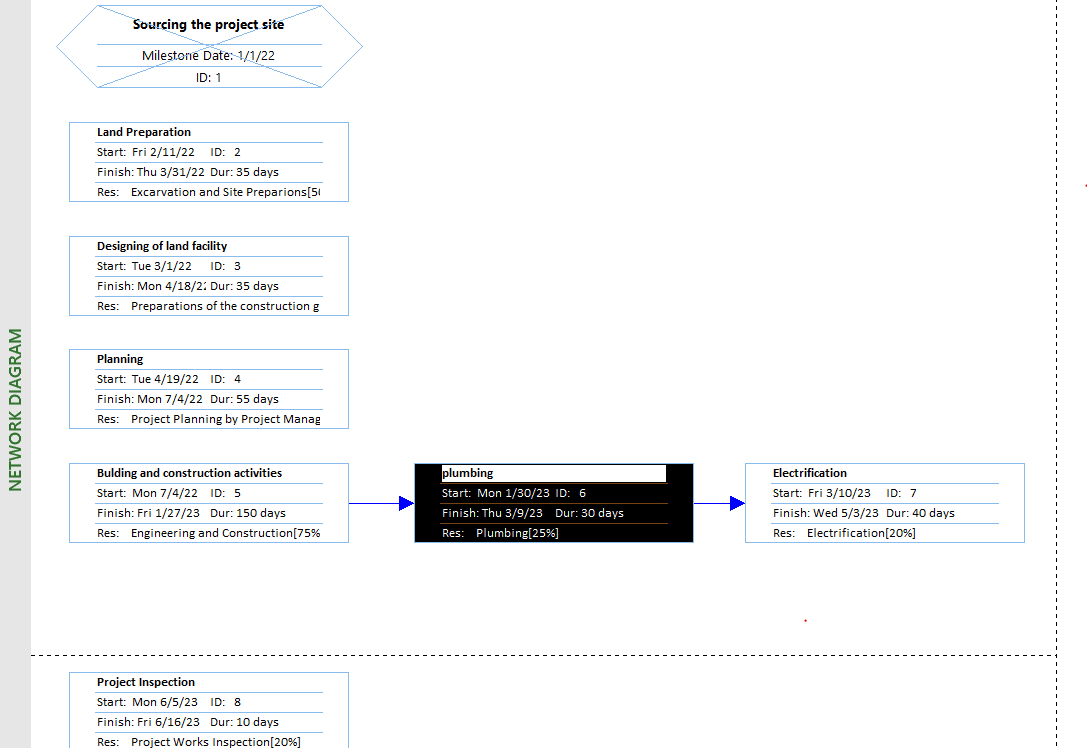 NETWORK DIAGRAM
Sourcing the project site
Milestone Date: 1/1/22
ID: 1
Land Preparation
Start: Fri 2/11/22 ID: 2
Finish: Thu 3/31/22 Dur: 35 days
Res: Excarvation and Site Preparions[50
Designing of land facility
Start: Tue 3/1/22 ID: 3
Finish: Mon 4/18/22 Dur: 35 days
Res: Preparations of the construction g
Planning
Start: Tue 4/19/22 ID: 4
Finish: Mon 7/4/22 Dur: 55 days
Res: Project Planning by Project Manag
Bulding and construction activities
Start: Mon 7/4/22 ID: 5
Finish: Fri 1/27/23 Dur: 150 days
Res: Engineering and Construction[75%
plumbing
Start: Mon 1/30/23 ID: 6
Finish: Thu 3/9/23 Dur: 30 days
Res: Plumbing[25%]
Electrification
Start: Fri 3/10/23 ID: 7
Finish: Wed 5/3/23 Dur: 40 days
Res: Electrification[20%]
Project Inspection
Start: Mon 6/5/23 ID: 8
Finish: Fri 6/16/23 Dur: 10 days
Res: Project Works Inspection[20%]